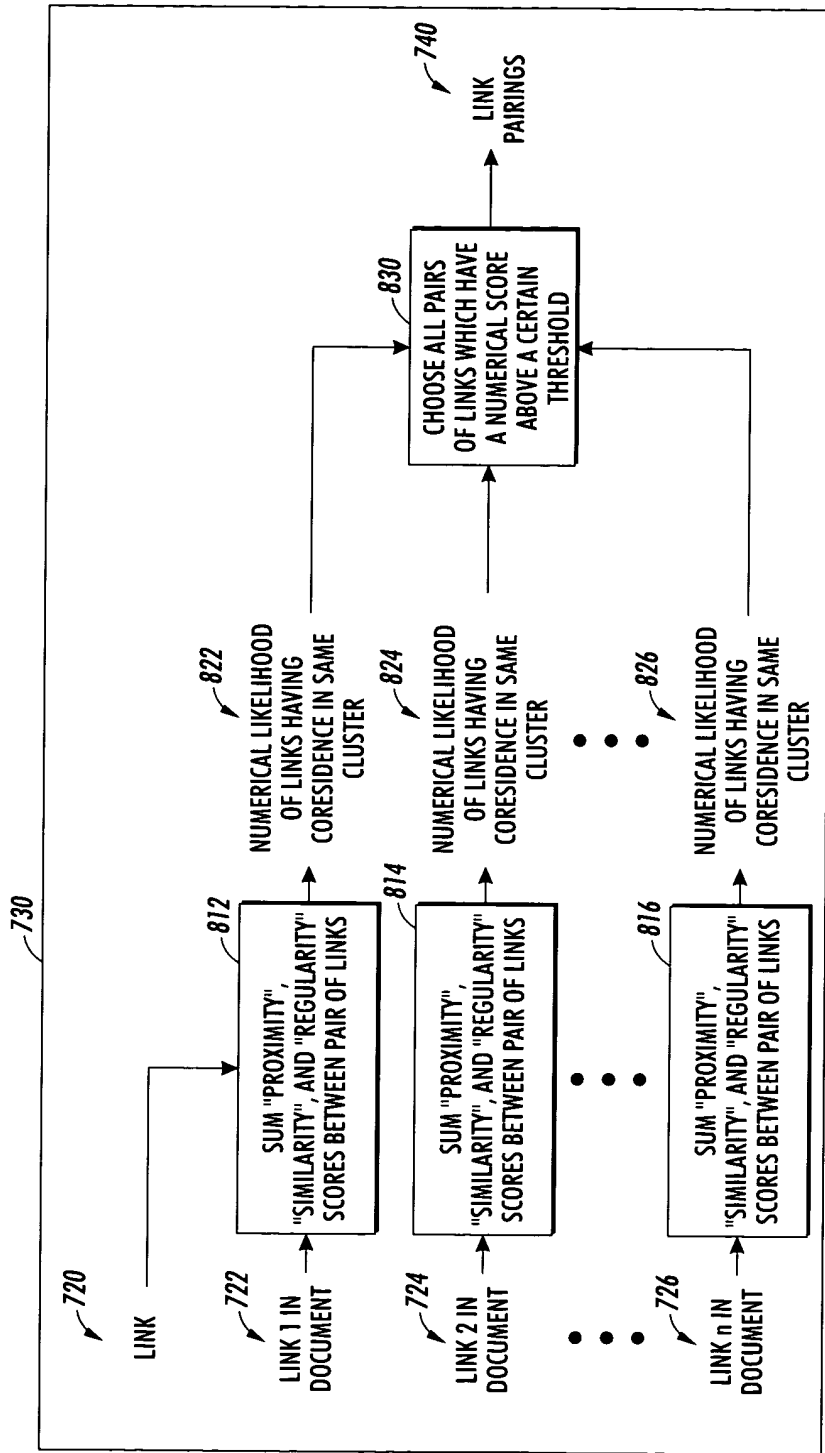 730
720
LINK
722
LINK 1 IN
DOCUMENT
812
SUM "PROXIMITY",
"SIMILARITY", AND "REGULARITY"
SCORES BETWEEN PAIR OF LINKS
822
NUMERICAL LIKELIHOOD
OF LINKS HAVING
CORESIDENCE IN SAME
CLUSTER
724
LINK 2 IN
DOCUMENT
814
SUM "PROXIMITY",
"SIMILARITY", AND "REGULARITY"
SCORES BETWEEN PAIR OF LINKS
824
NUMERICAL LIKELIHOOD
OF LINKS HAVING
CORESIDENCE IN SAME
CLUSTER
726
LINK n IN
DOCUMENT
816
SUM "PROXIMITY",
"SIMILARITY", AND "REGULARITY"
SCORES BETWEEN PAIR OF LINKS
826
NUMERICAL LIKELIHOOD
OF LINKS HAVING
CORESIDENCE IN SAME
CLUSTER
830
CHOOSE ALL PAIRS
OF LINKS WHICH HAVE
A NUMERICAL SCORE
ABOVE A CERTAIN
THRESHOLD
740
LINK
PAIRINGS